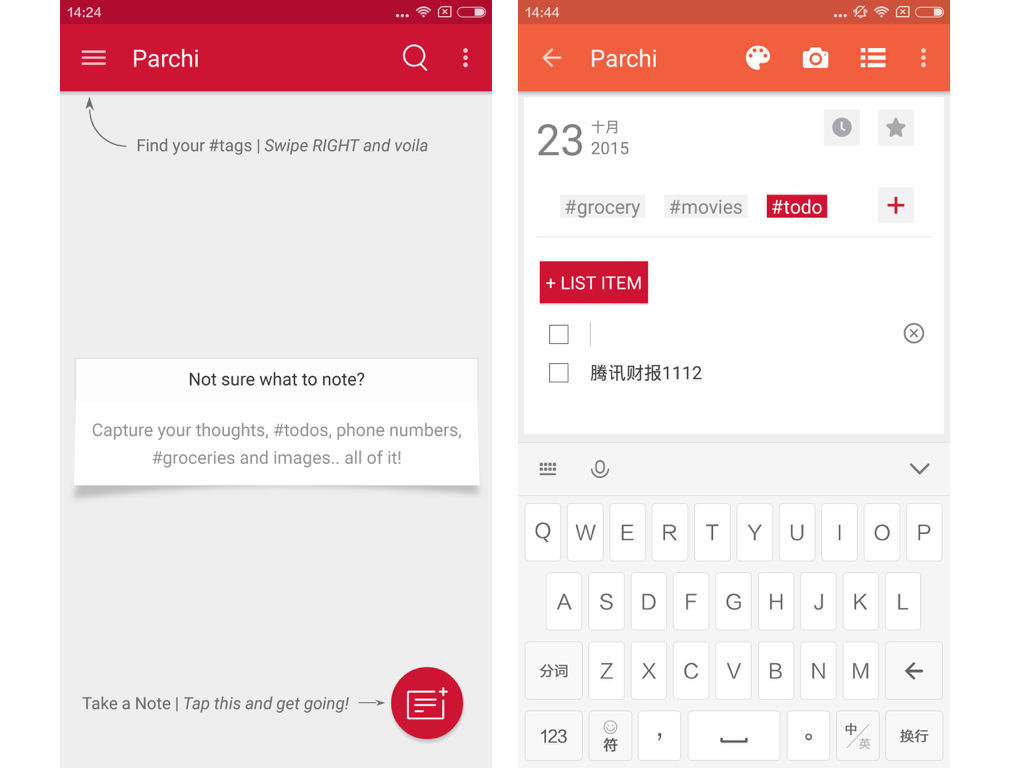 14:24
Parchi
Find your #tags | Swipe RIGHT and voila
Not sure what to note?
Capture your thoughts, #todos, phone numbers,
#groceries and images.. all of it!
Take a Note | Tap this and get going!
14:44
Parchi
23
十月
2015
#grocery #movies #todo +
+ LIST ITEM
腾讯财报1112
Q W E R T Y U I O P
A S D F G H J K L
分词 Z X C V B N M
123 符 ， 。 中/英 换行